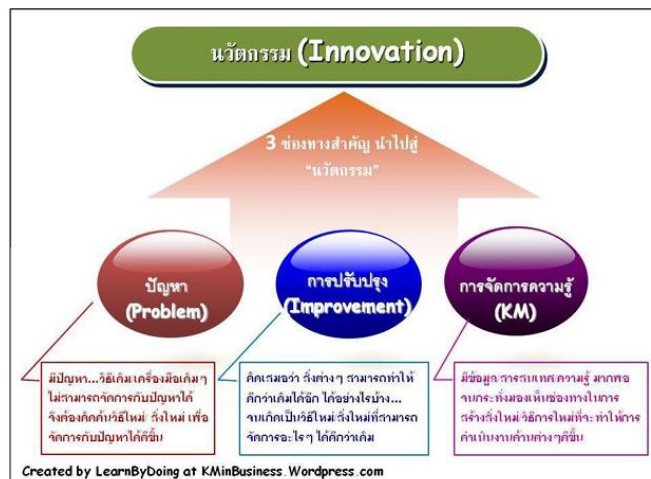 นวัตกรรม (Innovation)
3 ช่องทางสำคัญ นำไปสู่
“นวัตกรรม”
ปัญหา
(Problem)
การปรับปรุง
(Improvement)
การจัดการความรู้
(KM)
มีปัญหา...วิธีเดิม/เครื่องมือเดิมๆ
ไม่สามารถจัดการกับปัญหาได้
จึงต้องคิดค้นวิธีใหม่/สิ่งใหม่ เพื่อ
จัดการกับปัญหาได้ดีขึ้น
คิดเสมอว่า สิ่งต่างๆ สามารถทำให้
ดีกว่าเดิมได้อีก ได้อย่างไรบ้าง...
จนเกิดเป็นวิธีใหม่/สิ่งใหม่ที่สามารถ
จัดการอะไรๆ ได้ดีกว่าเดิม
มีข้อมูล/สารสนเทศ/ความรู้ มากพอ
จนกระทั่งมองเห็นช่องทางในการ
สร้างสิ่งใหม่/วิธีการใหม่ที่จะทำให้การ
ดำเนินงานด้านต่างๆดีขึ้น
Created by LearnByDoing at KMinBusiness.Wordpress.com